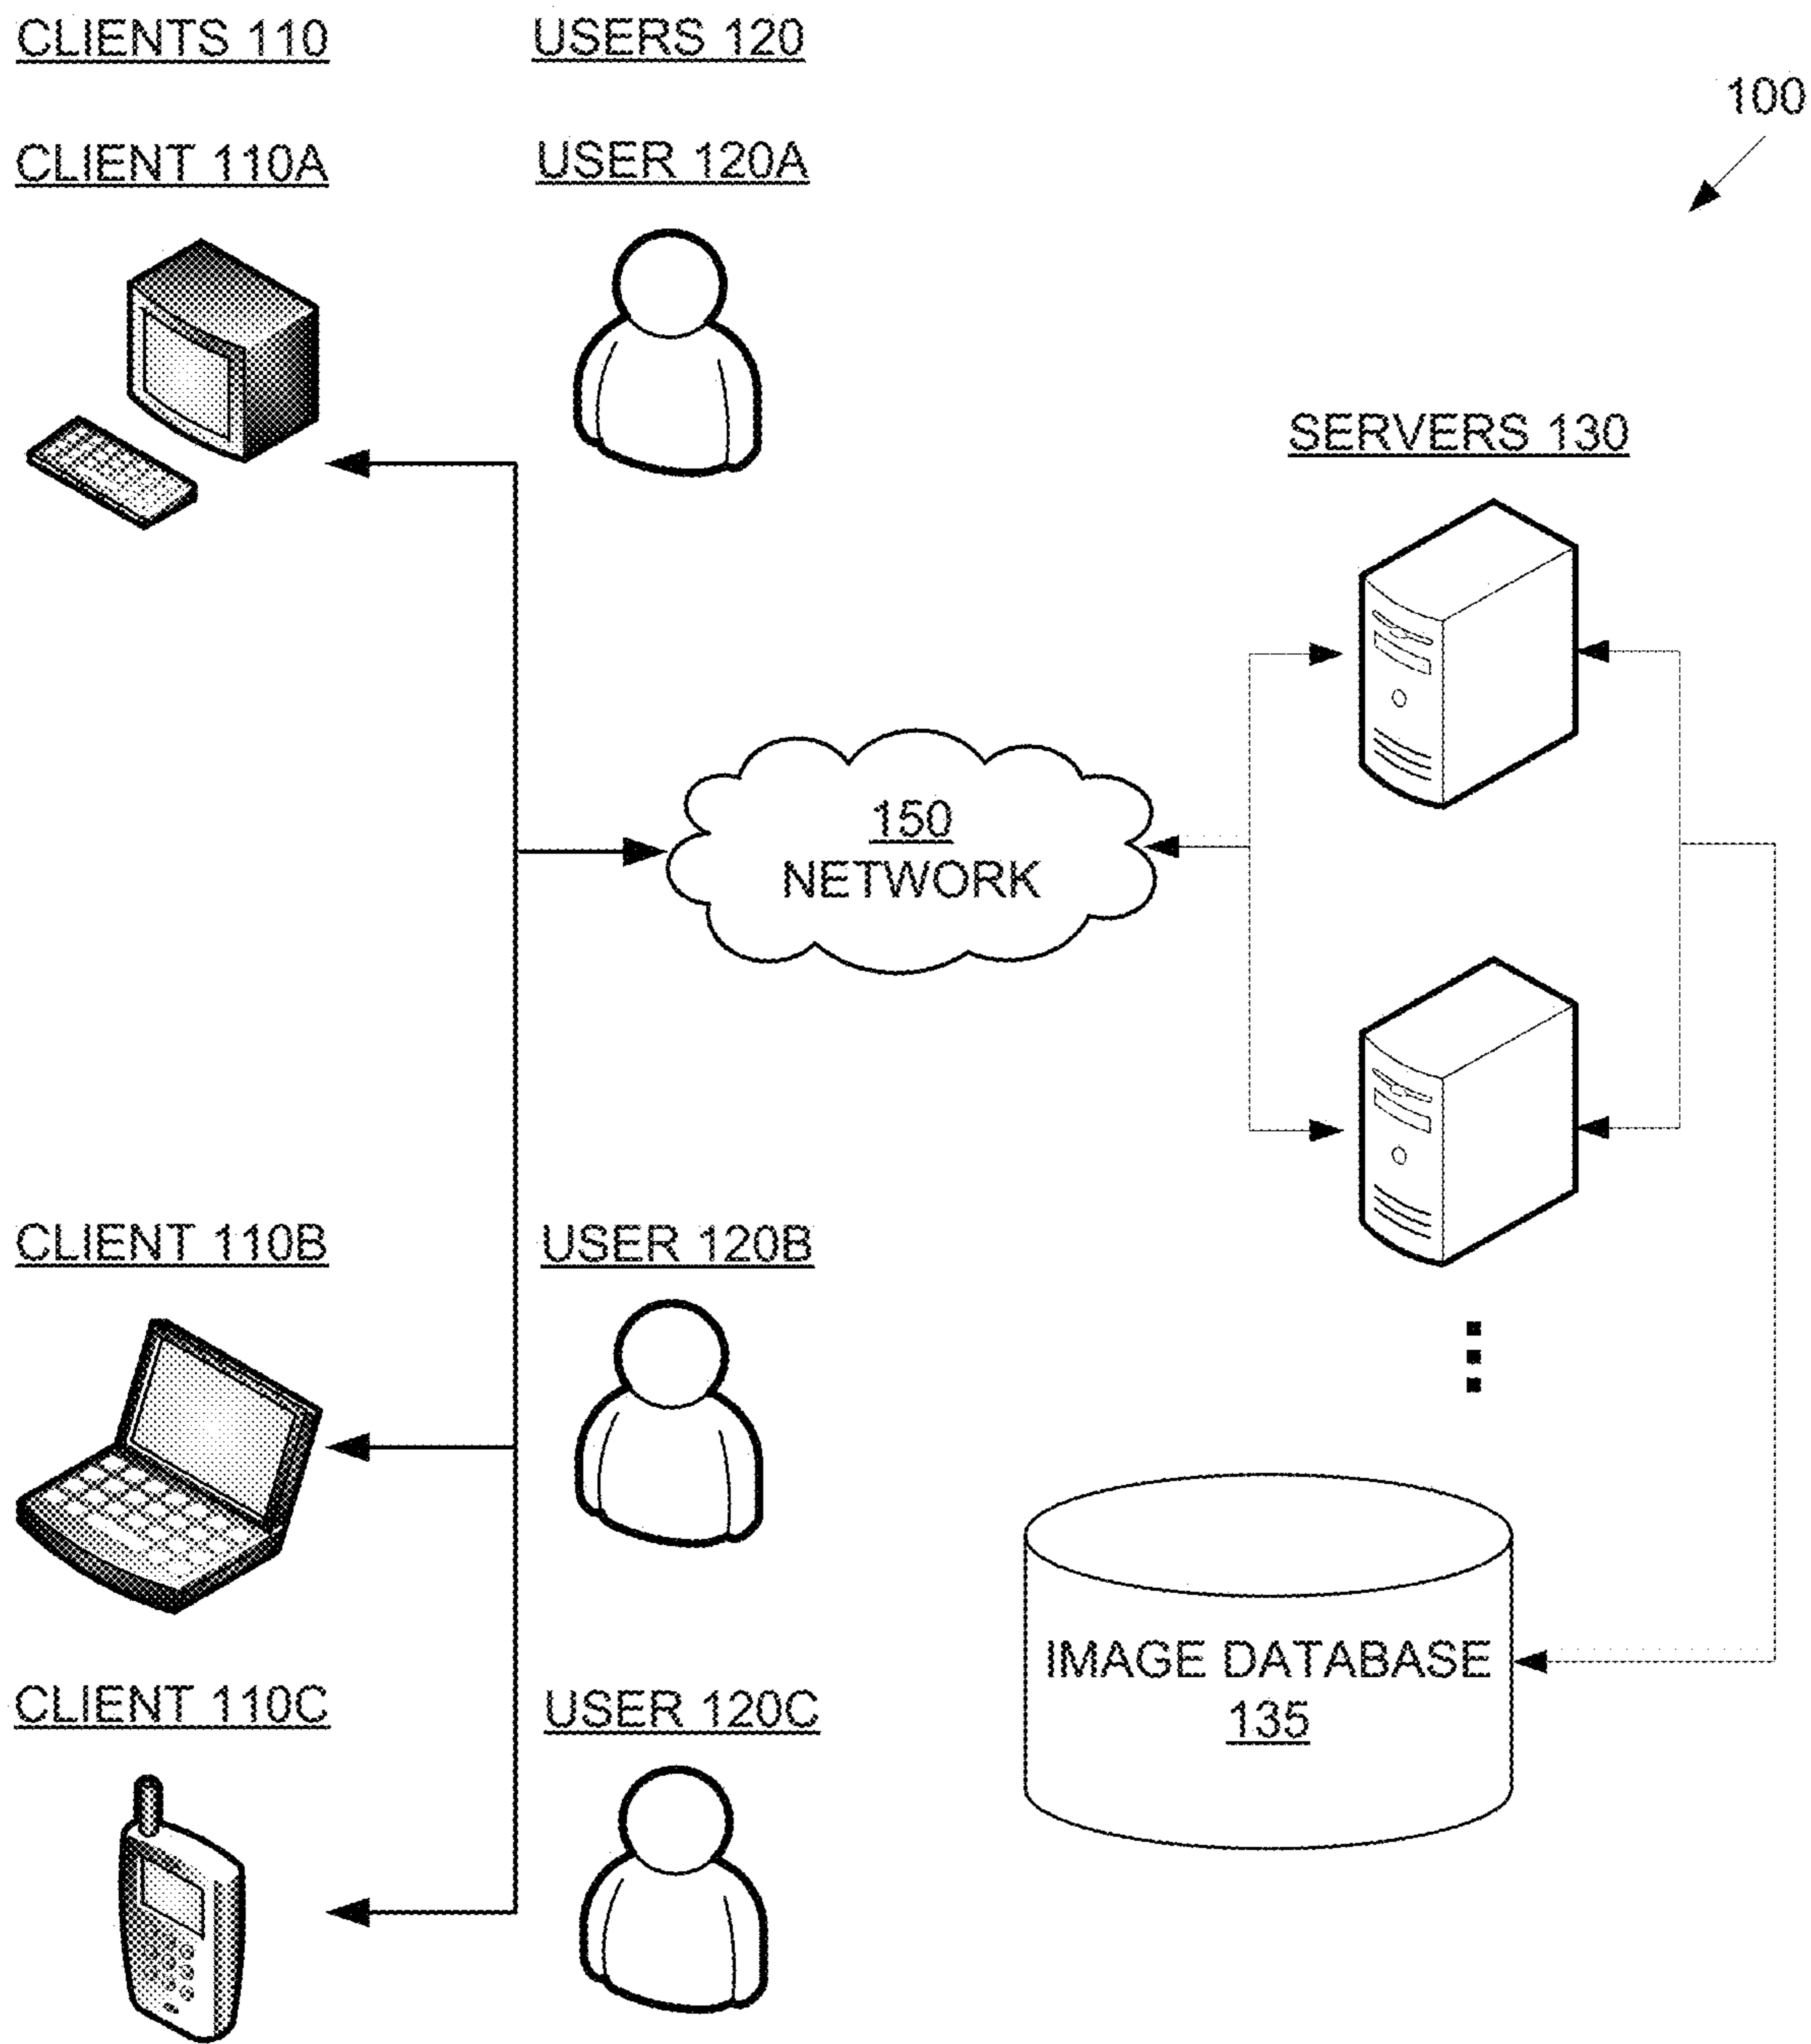 CLIENTS 110
USERS 120
100
CLIENT 110A
USER 120A
SERVERS 130
150
NETWORK
CLIENT 110B
USER 120B
IMAGE DATABASE
135
CLIENT 110C
USER 120C